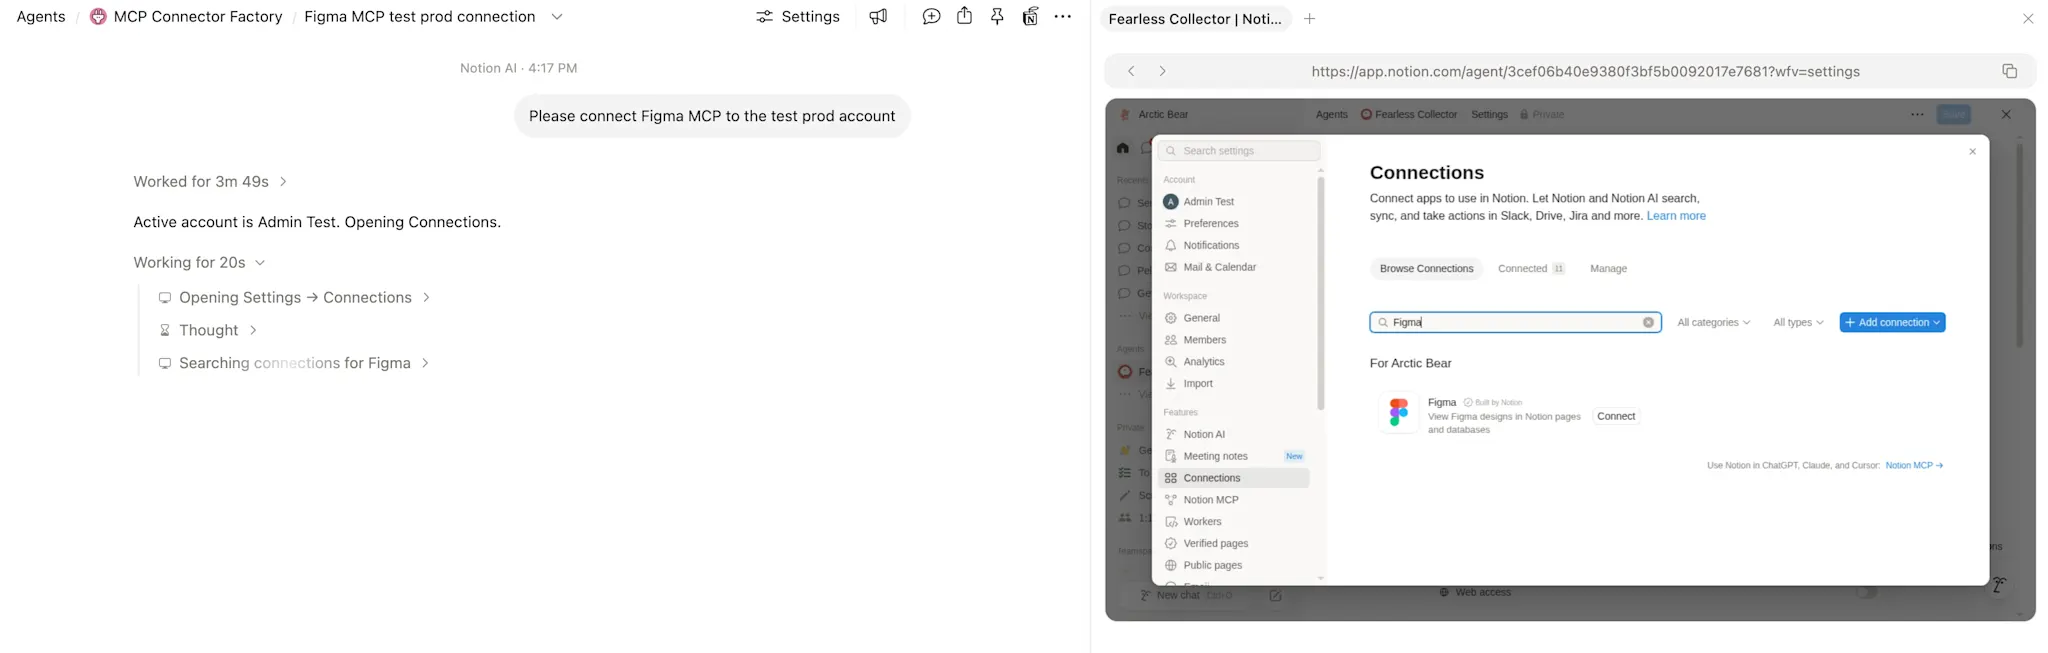 Agents / MCP Connector Factory / Figma MCP test prod connection
Settings
Notion AI · 4:17 PM
Please connect Figma MCP to the test prod account
Worked for 3m 49s
Active account is Admin Test. Opening Connections.
Working for 20s
Opening Settings → Connections
Thought
Searching connections for Figma
Fearless Collector | Noti...
https://app.notion.com/agent/3cef06b40e9380f3bf5b0092017e7681?wfv=settings
Arctic Bear
Agents Fearless Collector Settings Private
Recents
Agents
Private
New chat Ctrl+O
Web access
Search settings
Account
Admin Test
Preferences
Notifications
Mail & Calendar
Workspace
General
Members
Analytics
Import
Features
Notion AI
Meeting notes New
Connections
Notion MCP
Workers
Verified pages
Public pages
Connections
Connect apps to use in Notion. Let Notion and Notion AI search,
sync, and take actions in Slack, Drive, Jira and more. Learn more
Browse Connections Connected 11 Manage
Figma All categories All types + Add connection
For Arctic Bear
Figma Built by Notion
View Figma designs in Notion pages
and databases
Connect
Use Notion in ChatGPT, Claude, and Cursor: Notion MCP →